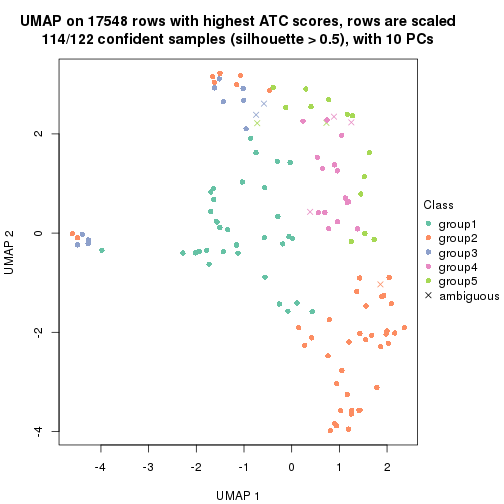 UMAP on 17548 rows with highest ATC scores, rows are scaled
114/122 confident samples (silhouette > 0.5), with 10 PCs
UMAP 2
2
0
-2
-4
-4
-3
-2
-1
0
1
2
UMAP 1
Class
group1
group2
group3
group4
group5
ambiguous